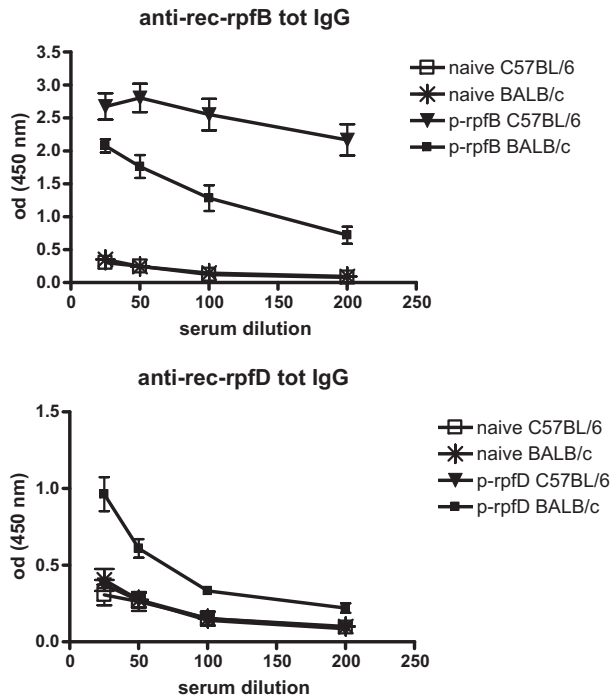 anti-rec-rpfB tot IgG
3.5
3.0
2.5
2.0
1.5
1.0
0.5
0.0
od (450 nm)
0 50 100 150 200 250
serum dilution
naive C57BL/6
naive BALB/c
p-rpfB C57BL/6
p-rpfB BALB/c
anti-rec-rpfD tot IgG
1.5
1.0
0.5
0.0
od (450 nm)
0 50 100 150 200 250
serum dilution
naive C57BL/6
naive BALB/c
p-rpfD C57BL/6
p-rpfD BALB/c